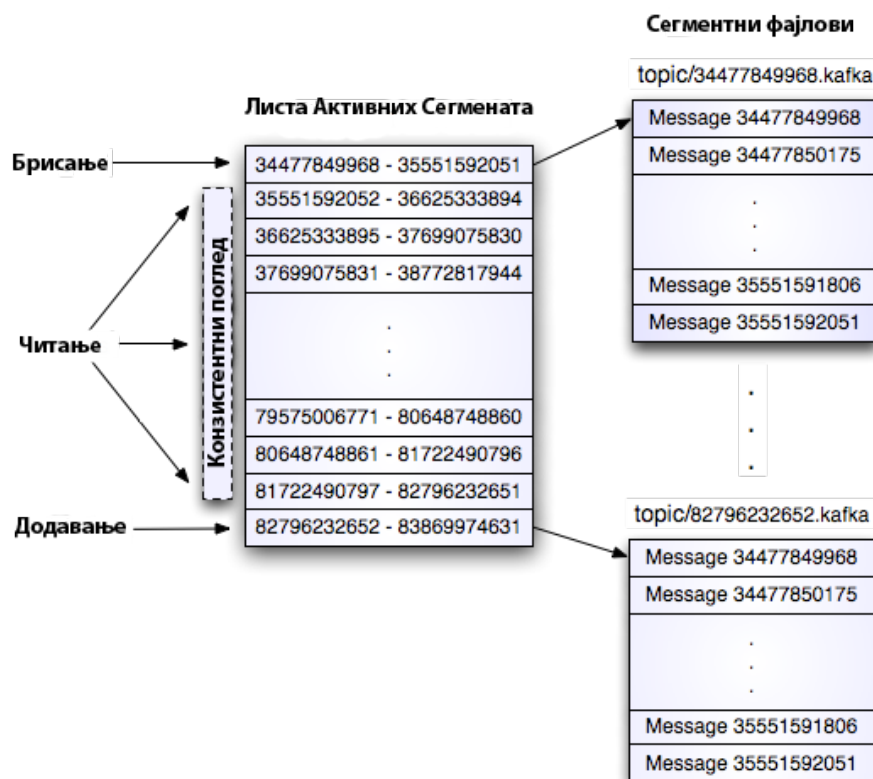 Сегментни фајлови
topic/34477849968.kafka
Листа Активних Сегмената
Message 34477849968
Message 34477850175
.
.
.
Message 35551591806
Message 35551592051
Брисање
34477849968 - 35551592051
35551592052 - 36625333894
36625333895 - 37699075830
37699075831 - 38772817944
.
.
.
79575006771 - 80648748860
80648748861 - 81722490796
81722490797 - 82796232651
82796232652 - 83869974631
Конзистентни поглед
Читање
Додавање
.
.
.
topic/82796232652.kafka
Message 34477849968
Message 34477850175
.
.
.
Message 35551591806
Message 35551592051